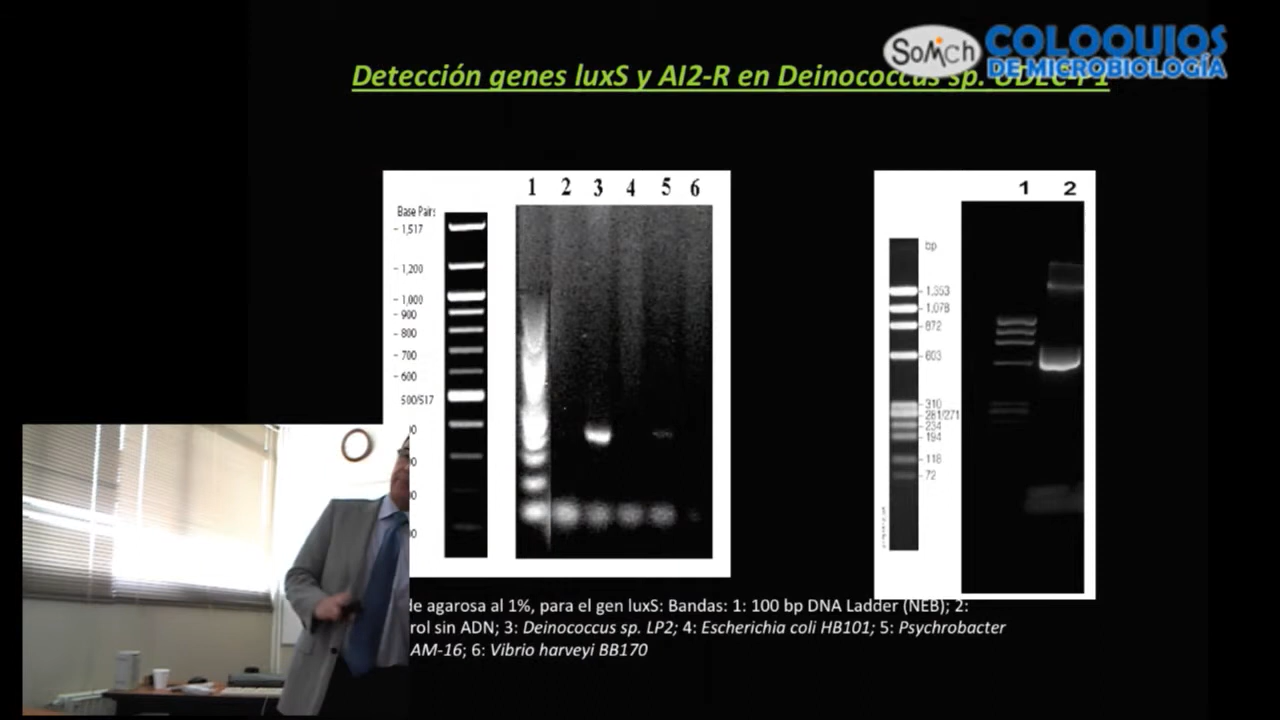 SoMich COLOQUIOS
DE MICROBIOLOGÍA
Detección genes luxS y AI2-R en Deinococcus sp.
1 2 3 4 5 6
Base Pairs
1,517
1,200
1,000
900
800
700
600
500/517
1 2
bp
1,353
1,078
872
603
310
281/271
234
194
118
72
de agarosa al 1%, para el gen luxS: Bandas: 1: 100 bp DNA Ladder (NEB); 2:
rol sin ADN; 3: Deinococcus sp. LP2; 4: Escherichia coli HB101; 5: Psychrobacter
AM-16; 6: Vibrio harveyi BB170